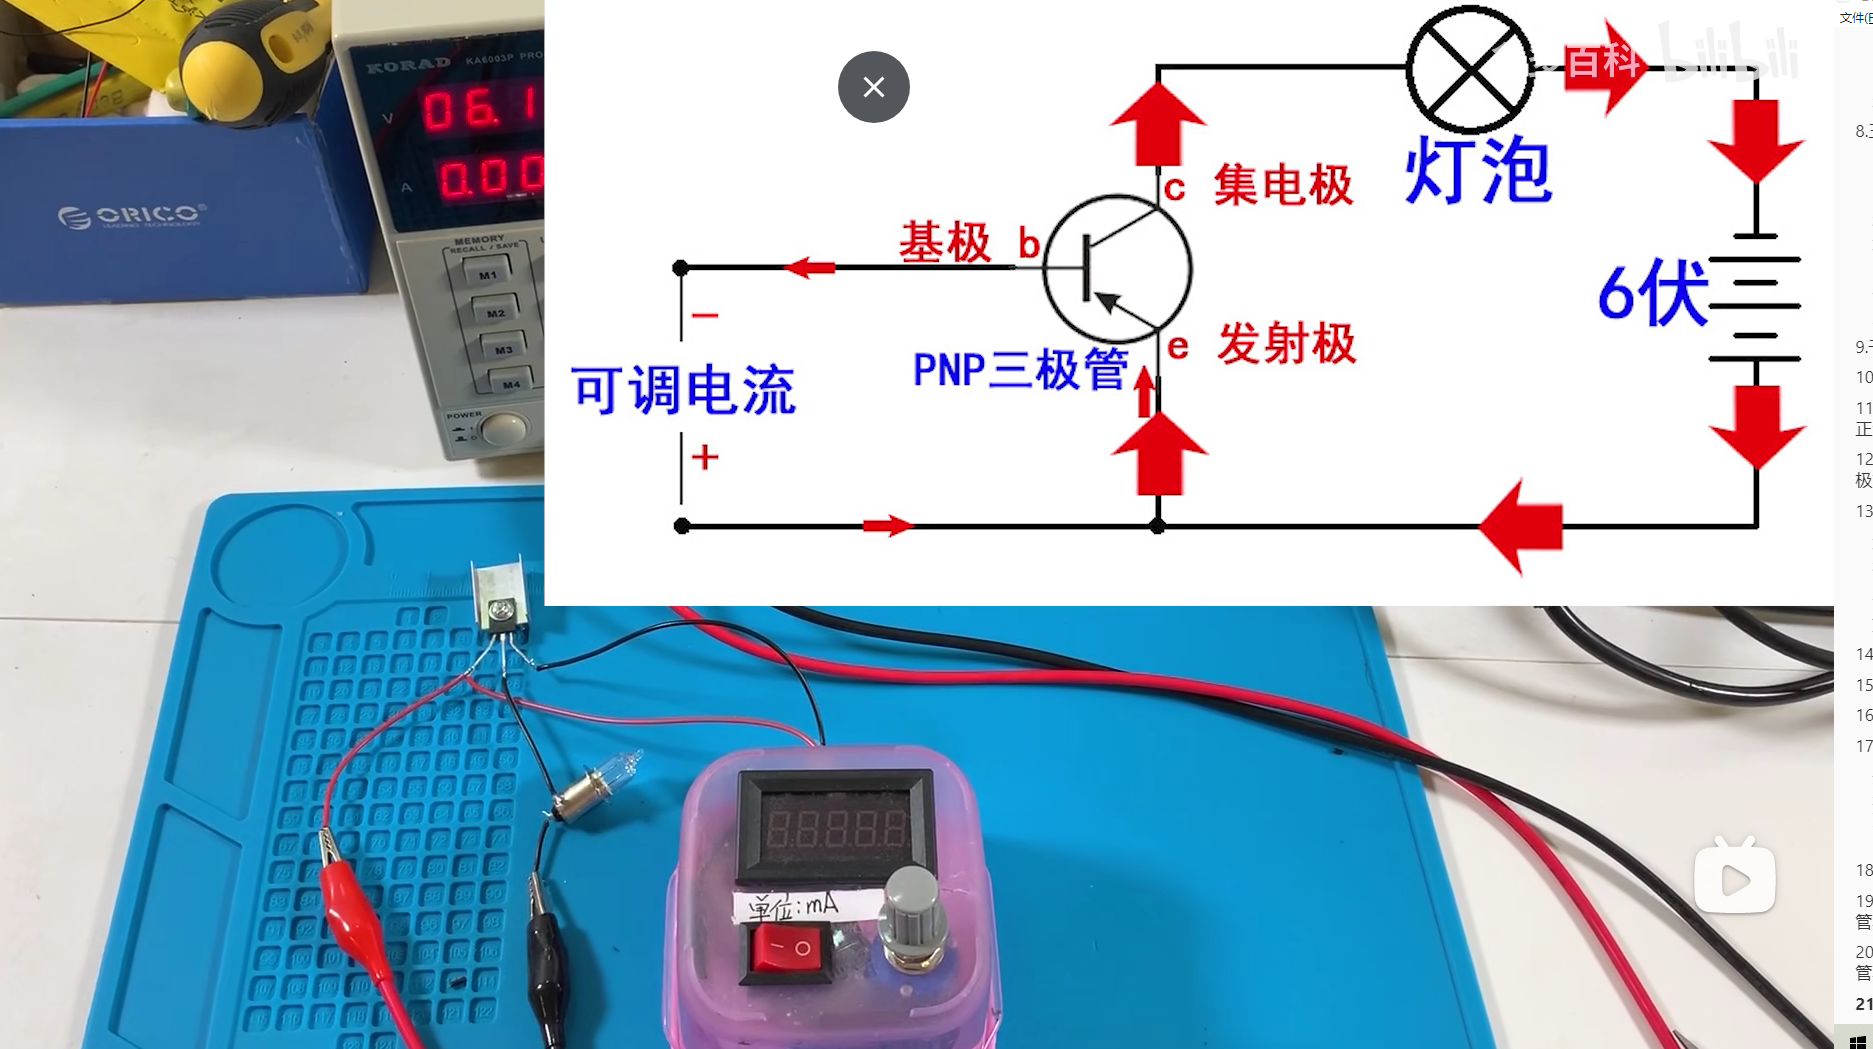 KORAD KA6003P PRO
V 06.1
A 0.00
ORICO®
LEADING TECHNOLOGY
MEMORY
RECALL / SAVE
M1
M2
M3
M4
POWER
百科 bilibili
灯泡
c 集电极
基极 b
6伏
−
PNP三极管
e 发射极
可调电流
+
单位:mA
文件(
8.
9.
10
11
正
12
极
13
14
15
16
17
18
19
管
20
管
21